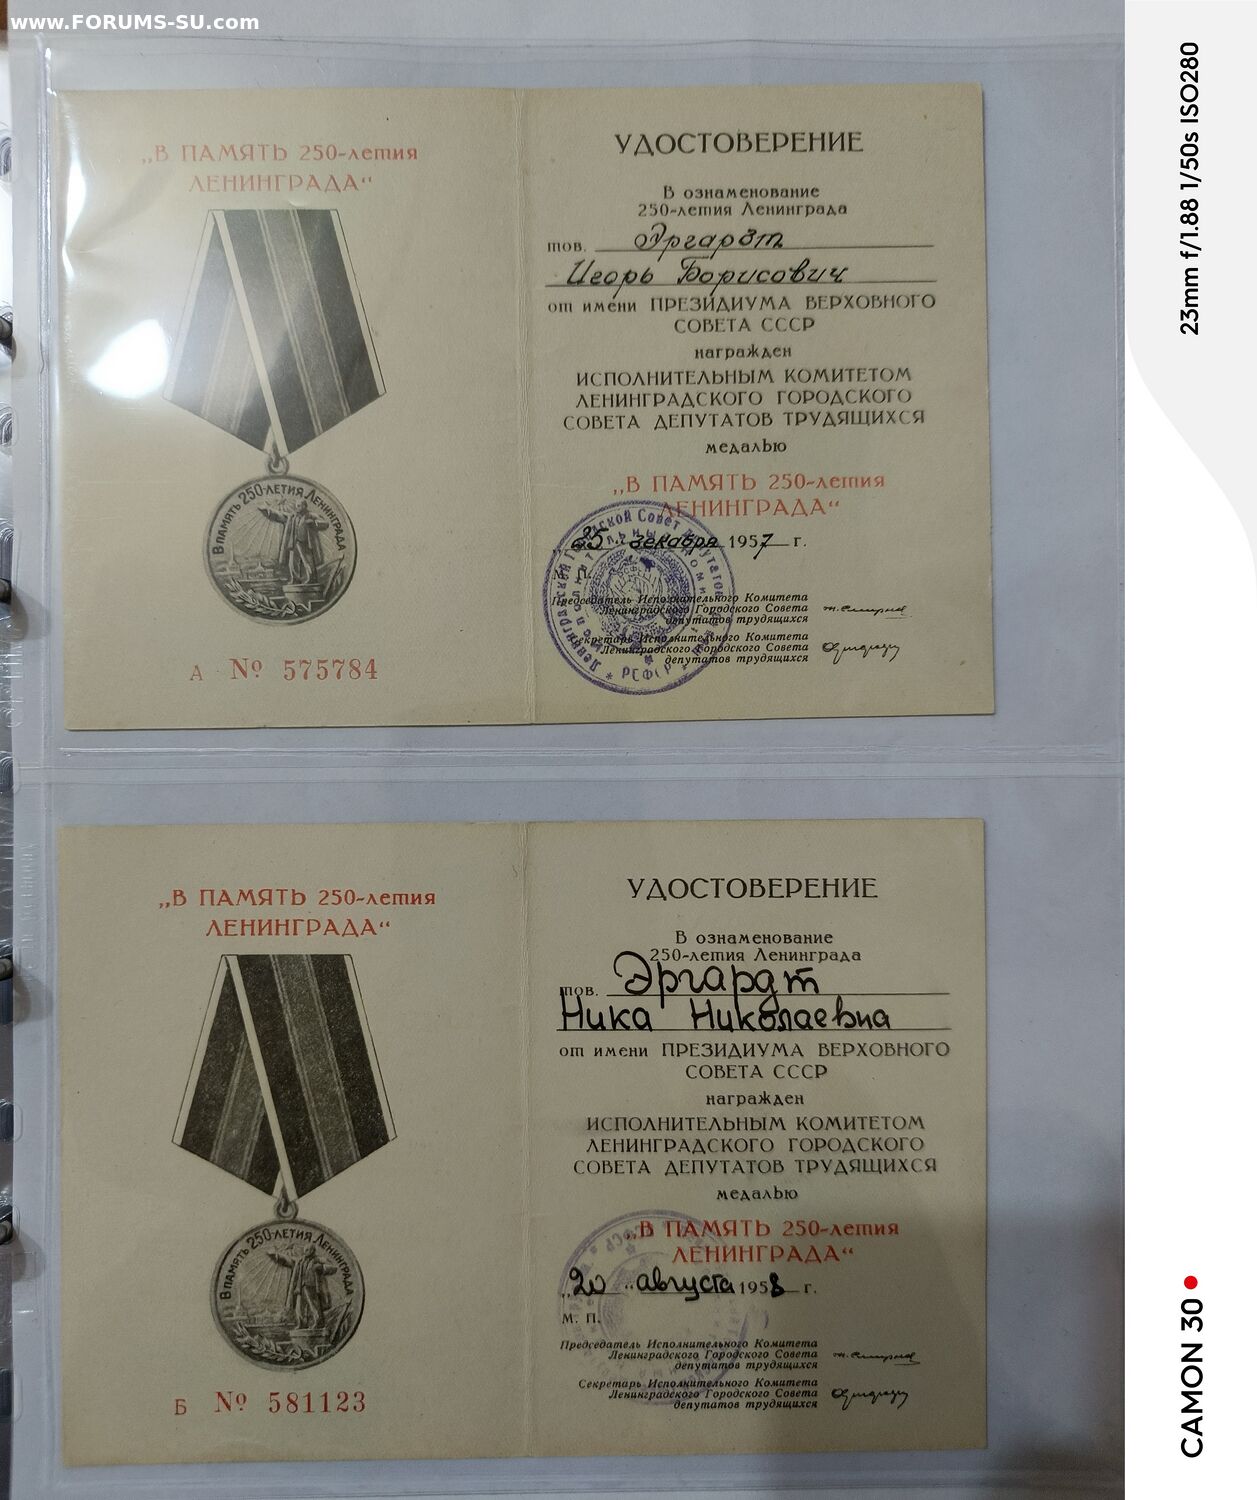 www.FORUMS-SU.com
„В ПАМЯТЬ 250-летия
ЛЕНИНГРАДА“
В ПАМЯТЬ 250-ЛЕТИЯ ЛЕНИНГРАДА
А № 575784
УДОСТОВЕРЕНИЕ
В ознаменование
250-летия Ленинграда
тов. Эргардт
Игорь Борисович
от имени ПРЕЗИДИУМА ВЕРХОВНОГО
СОВЕТА СССР
награжден
ИСПОЛНИТЕЛЬНЫМ КОМИТЕТОМ
ЛЕНИНГРАДСКОГО ГОРОДСКОГО
СОВЕТА ДЕПУТАТОВ ТРУДЯЩИХСЯ
медалью
„В ПАМЯТЬ 250-летия
ЛЕНИНГРАДА“
„25“ декабря 1957 г.
М. П.
Председатель Исполнительного Комитета
Ленинградского Городского Совета
депутатов трудящихся
Секретарь Исполнительного Комитета
Ленинградского Городского Совета
депутатов трудящихся
„В ПАМЯТЬ 250-летия
ЛЕНИНГРАДА“
В ПАМЯТЬ 250-ЛЕТИЯ ЛЕНИНГРАДА
Б № 581123
УДОСТОВЕРЕНИЕ
В ознаменование
250-летия Ленинграда
тов. Эргардт
Ника Николаевна
от имени ПРЕЗИДИУМА ВЕРХОВНОГО
СОВЕТА СССР
награжден
ИСПОЛНИТЕЛЬНЫМ КОМИТЕТОМ
ЛЕНИНГРАДСКОГО ГОРОДСКОГО
СОВЕТА ДЕПУТАТОВ ТРУДЯЩИХСЯ
медалью
„В ПАМЯТЬ 250-летия
ЛЕНИНГРАДА“
„20“ августа 1958 г.
М. П.
Председатель Исполнительного Комитета
Ленинградского Городского Совета
депутатов трудящихся
Секретарь Исполнительного Комитета
Ленинградского Городского Совета
депутатов трудящихся
23mm f/1.88 1/50s ISO280
CAMON 30